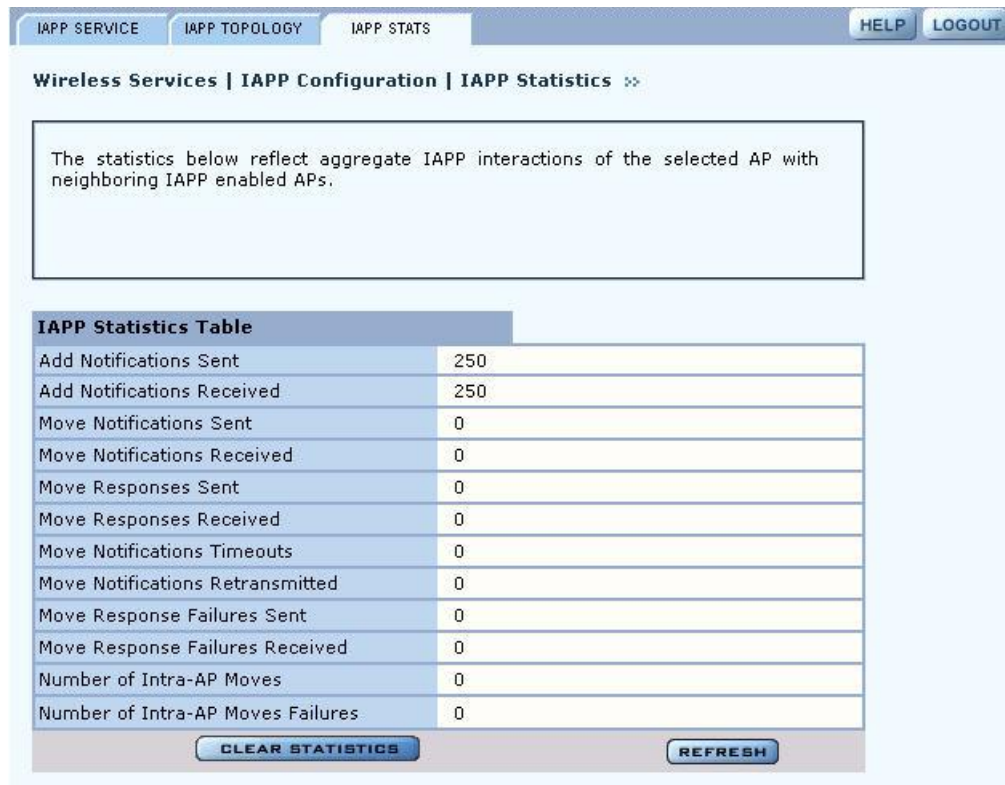 IAPP SERVICE IAPP TOPOLOGY IAPP STATS HELP LOGOUT
Wireless Services | IAPP Configuration | IAPP Statistics »
The statistics below reflect aggregate IAPP interactions of the selected AP with
neighboring IAPP enabled APs.
IAPP Statistics Table
Add Notifications Sent 250
Add Notifications Received 250
Move Notifications Sent 0
Move Notifications Received 0
Move Responses Sent 0
Move Responses Received 0
Move Notifications Timeouts 0
Move Notifications Retransmitted 0
Move Response Failures Sent 0
Move Response Failures Received 0
Number of Intra-AP Moves 0
Number of Intra-AP Moves Failures 0
CLEAR STATISTICS REFRESH